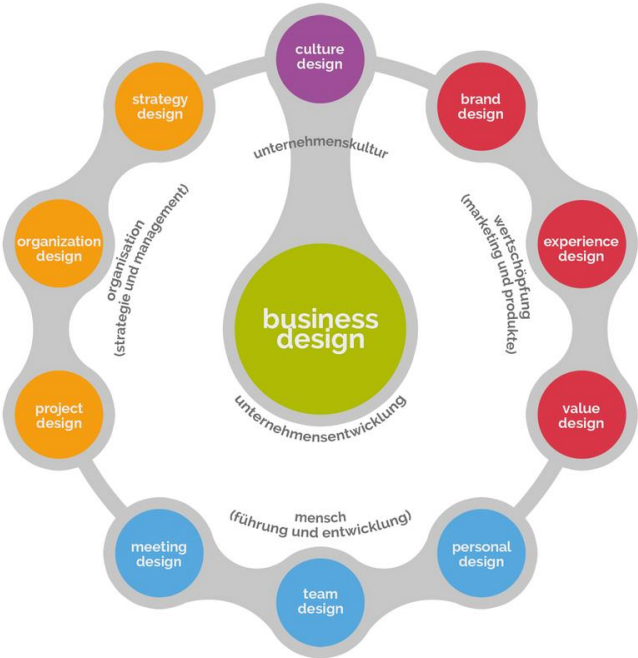 culture
design
brand
design
experience
design
value
design
personal
design
team
design
meeting
design
project
design
organization
design
strategy
design
unternehmenskultur
organisation
(strategie und management)
wertschöpfung
(marketing und produkte)
business
design
unternehmensentwicklung
mensch
(führung und entwicklung)